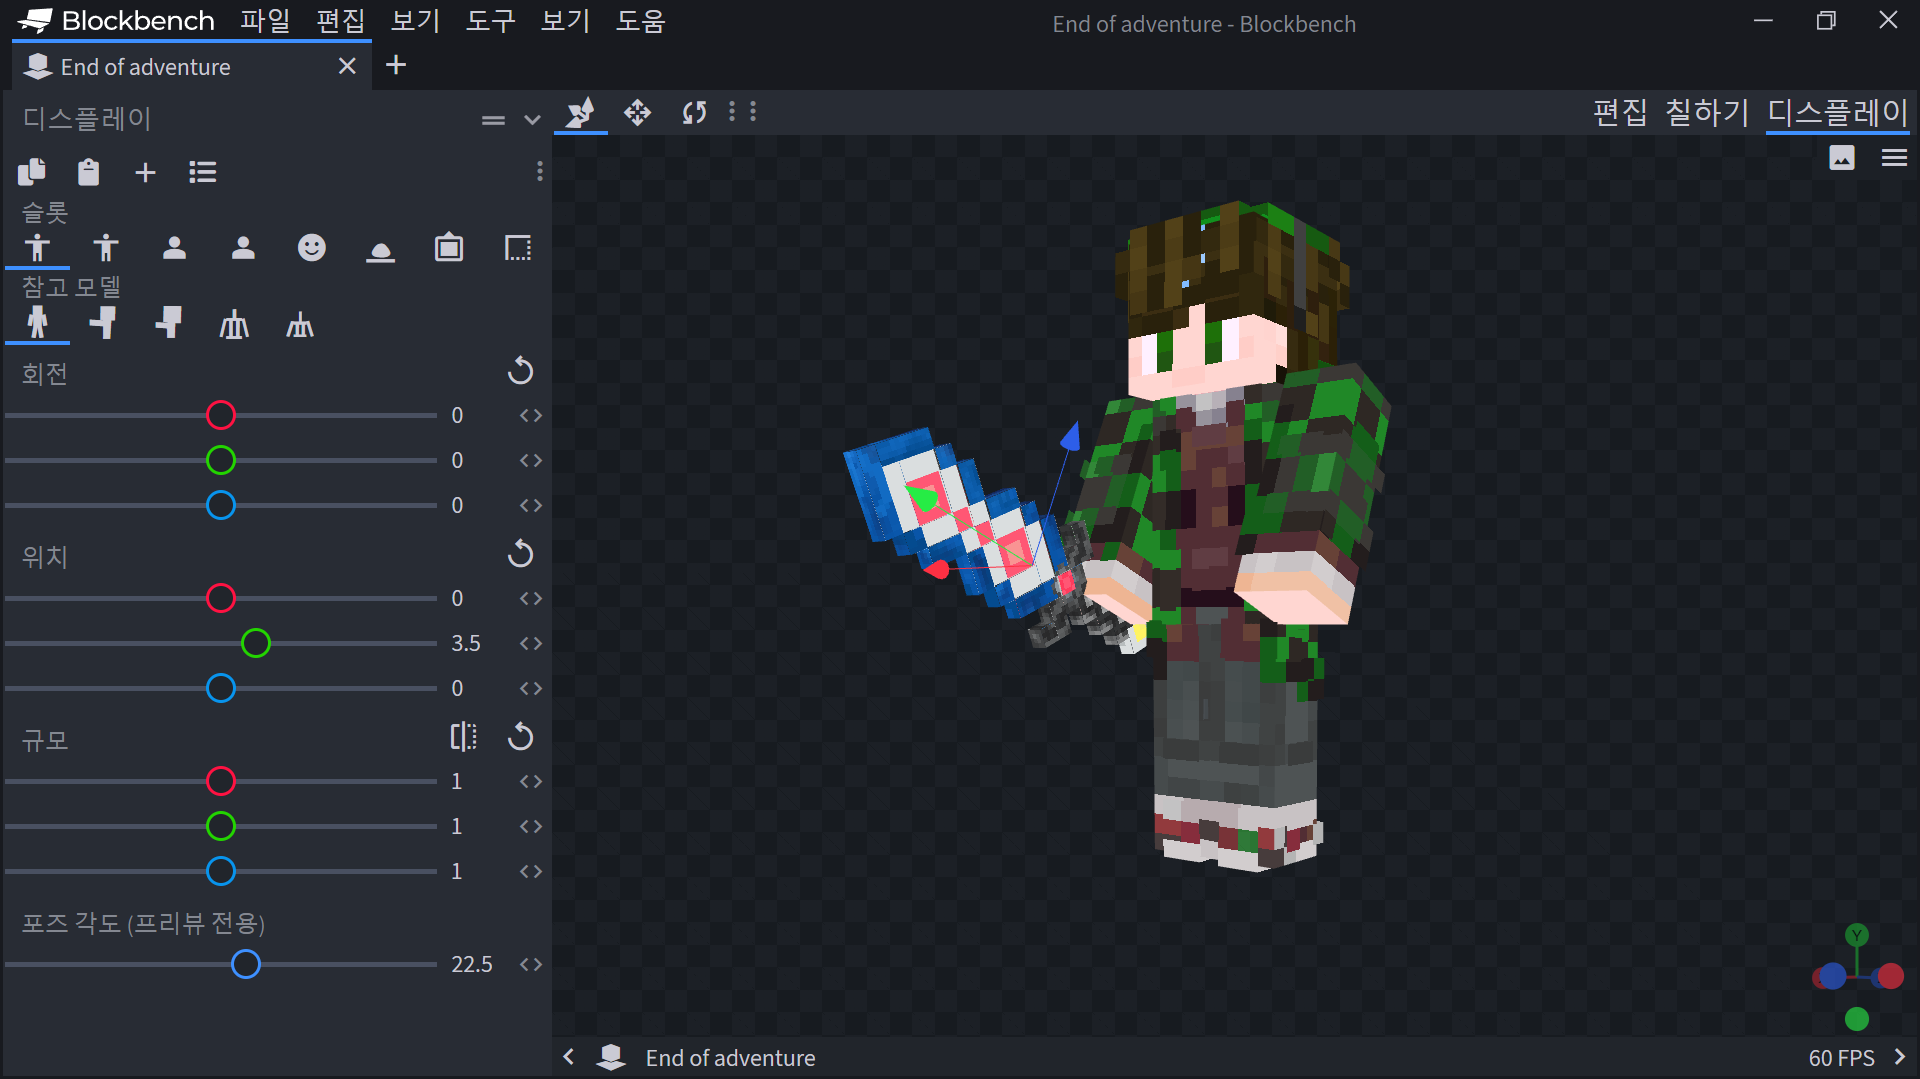 Blockbench 파일 편집 보기 도구 보기 도움
End of adventure - Blockbench
End of adventure
디스플레이
편집 칠하기 디스플레이
슬롯
참고 모델
회전
0
0
0
위치
0
3.5
0
규모
1
1
1
포즈 각도 (프리뷰 전용)
22.5
Y
End of adventure
60 FPS